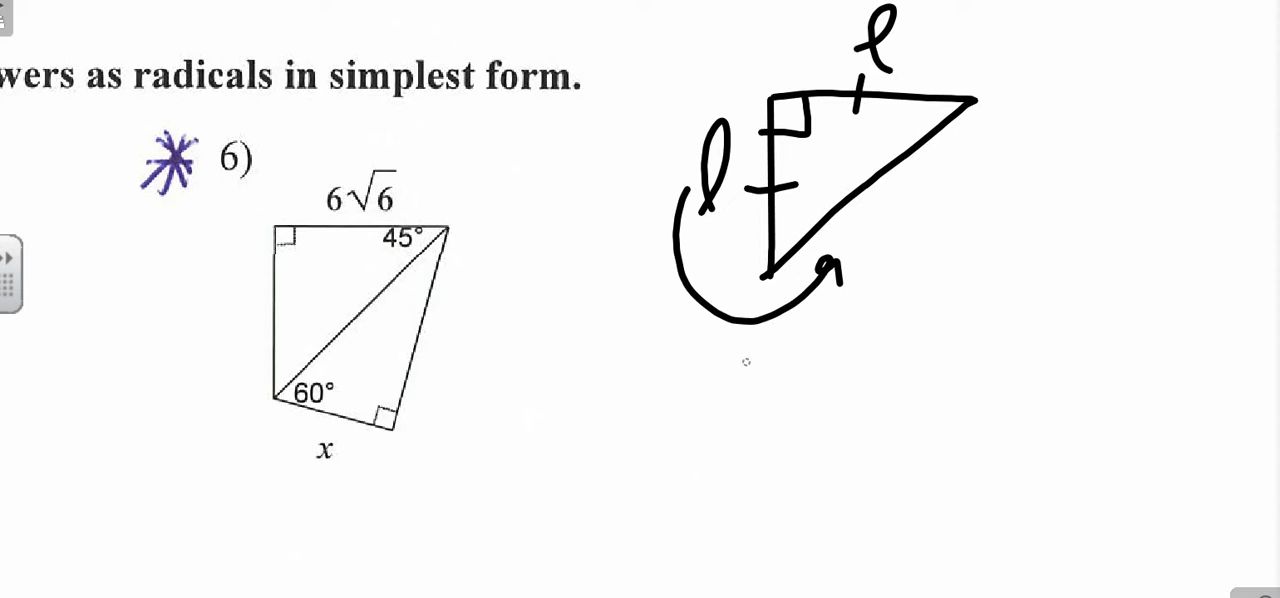 wers as radicals in simplest form.
6)
6√6
45°
60°
x
l
l